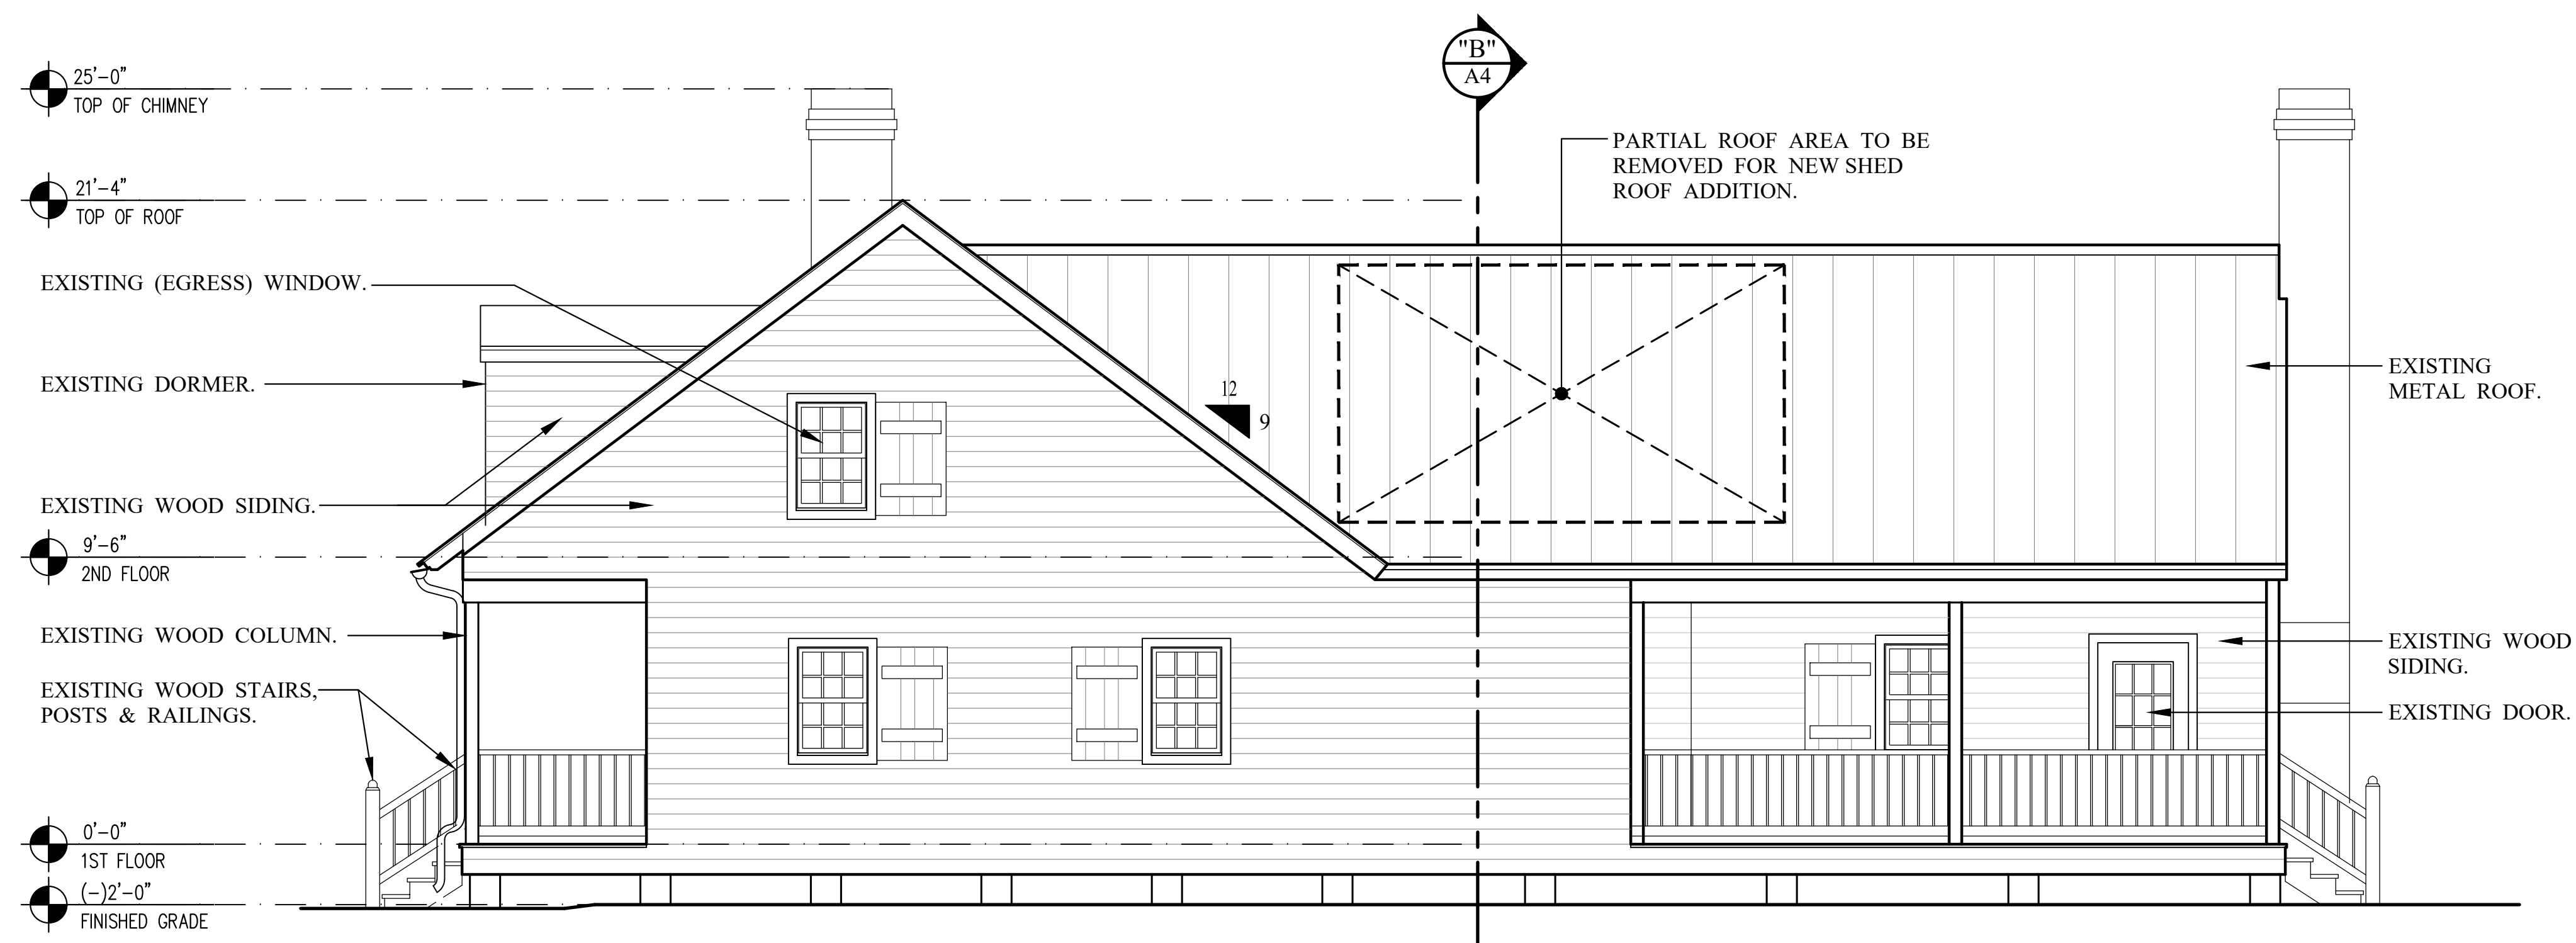 "B"
A4
25'-0"
TOP OF CHIMNEY
PARTIAL ROOF AREA TO BE
REMOVED FOR NEW SHED
ROOF ADDITION.
21'-4"
TOP OF ROOF
EXISTING (EGRESS) WINDOW.
EXISTING DORMER.
12
9
EXISTING
METAL ROOF.
EXISTING WOOD SIDING.
9'-6"
2ND FLOOR
EXISTING WOOD COLUMN.
EXISTING WOOD
SIDING.
EXISTING WOOD STAIRS,
POSTS & RAILINGS.
EXISTING DOOR.
0'-0"
1ST FLOOR
(-)2'-0"
FINISHED GRADE